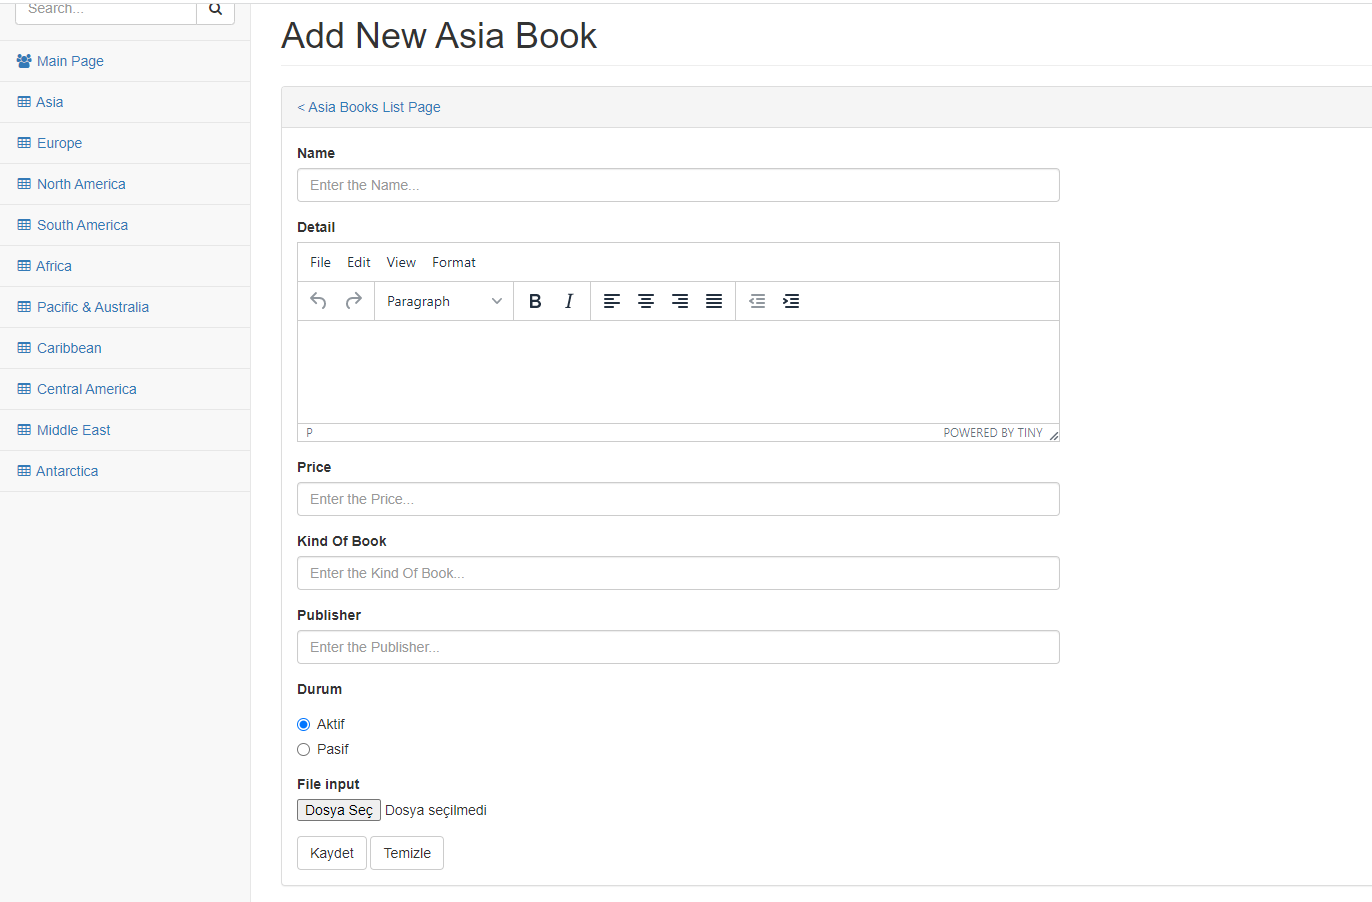 Search...
Main Page
Asia
Europe
North America
South America
Africa
Pacific & Australia
Caribbean
Central America
Middle East
Antarctica
Add New Asia Book
< Asia Books List Page
Name
Enter the Name...
Detail
File Edit View Format
Paragraph B I
P POWERED BY TINY
Price
Enter the Price...
Kind Of Book
Enter the Kind Of Book...
Publisher
Enter the Publisher...
Durum
Aktif
Pasif
File input
Dosya Seç Dosya seçilmedi
Kaydet Temizle